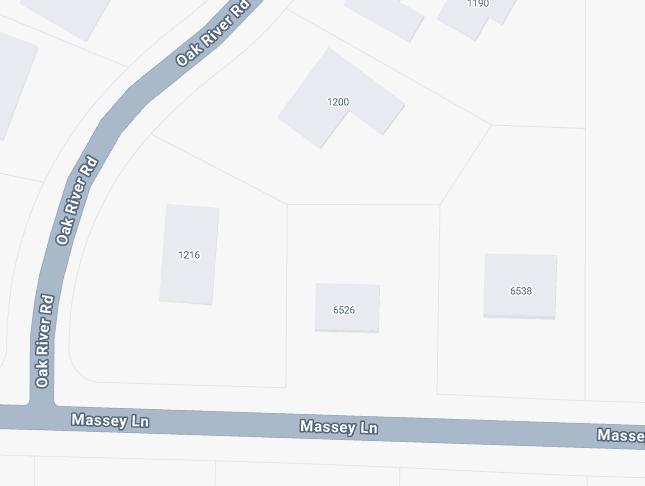 1190
Oak River Rd
1200
Oak River Rd
1216
6538
6526
Oak River Rd
Massey Ln
Massey Ln
Masse